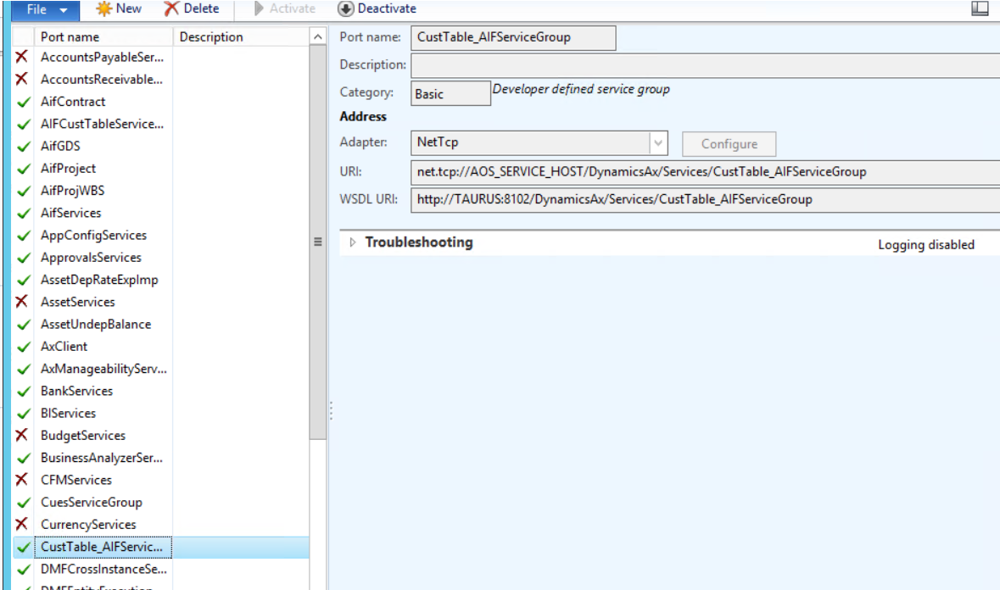 File New Delete Activate Deactivate
Port name Description
AccountsPayableSer...
AccountsReceivable...
AifContract
AIFCustTableService...
AifGDS
AifProject
AifProjWBS
AifServices
AppConfigServices
ApprovalsServices
AssetDepRateExpImp
AssetServices
AssetUndepBalance
AxClient
AxManageabilityServ...
BankServices
BIServices
BudgetServices
BusinessAnalyzerSer...
CFMServices
CuesServiceGroup
CurrencyServices
CustTable_AIFServic...
DMFCrossInstanceSe...
DMFEntityExecution
Port name: CustTable_AIFServiceGroup
Description:
Category: Basic Developer defined service group
Address
Adapter: NetTcp Configure
URI: net.tcp://AOS_SERVICE_HOST/DynamicsAx/Services/CustTable_AIFServiceGroup
WSDL URI: http://TAURUS:8102/DynamicsAx/Services/CustTable_AIFServiceGroup
Troubleshooting Logging disabled